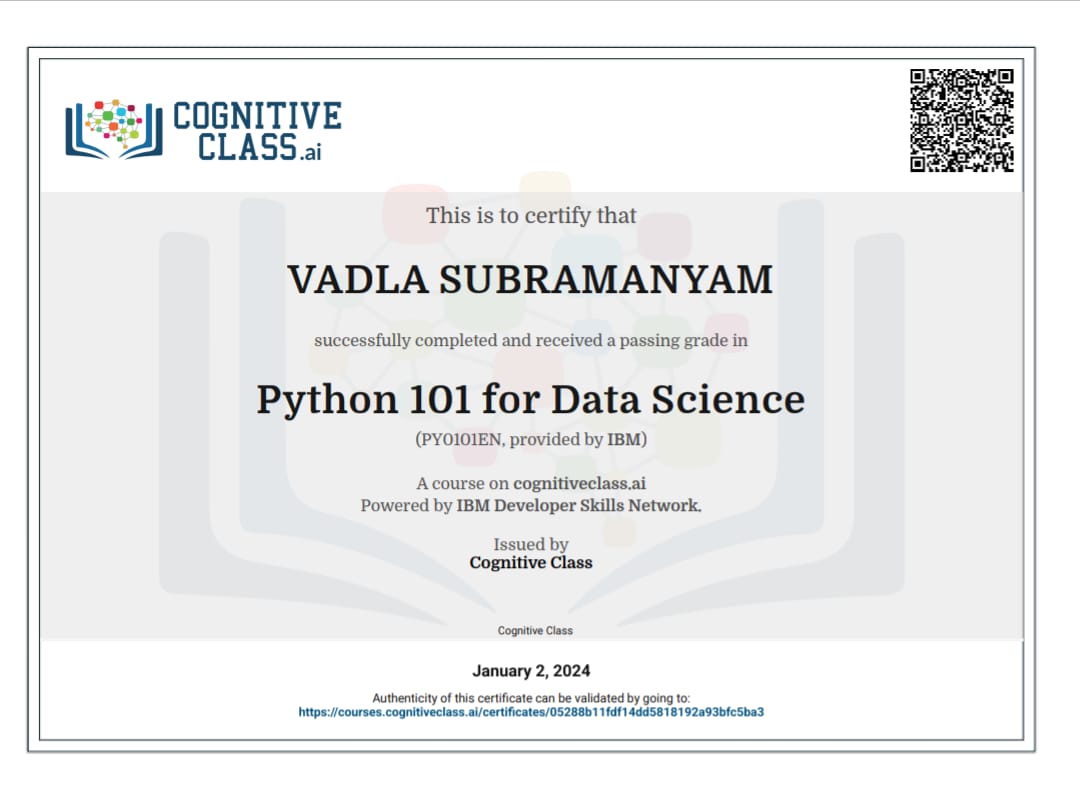 COGNITIVE
CLASS.ai
This is to certify that
VADLA SUBRAMANYAM
successfully completed and received a passing grade in
Python 101 for Data Science
(PY0101EN, provided by IBM)
A course on cognitiveclass.ai
Powered by IBM Developer Skills Network.
Issued by
Cognitive Class
Cognitive Class
January 2, 2024
Authenticity of this certificate can be validated by going to:
https://courses.cognitiveclass.ai/certificates/05288b11fdf14dd5818192a93bfc5ba3